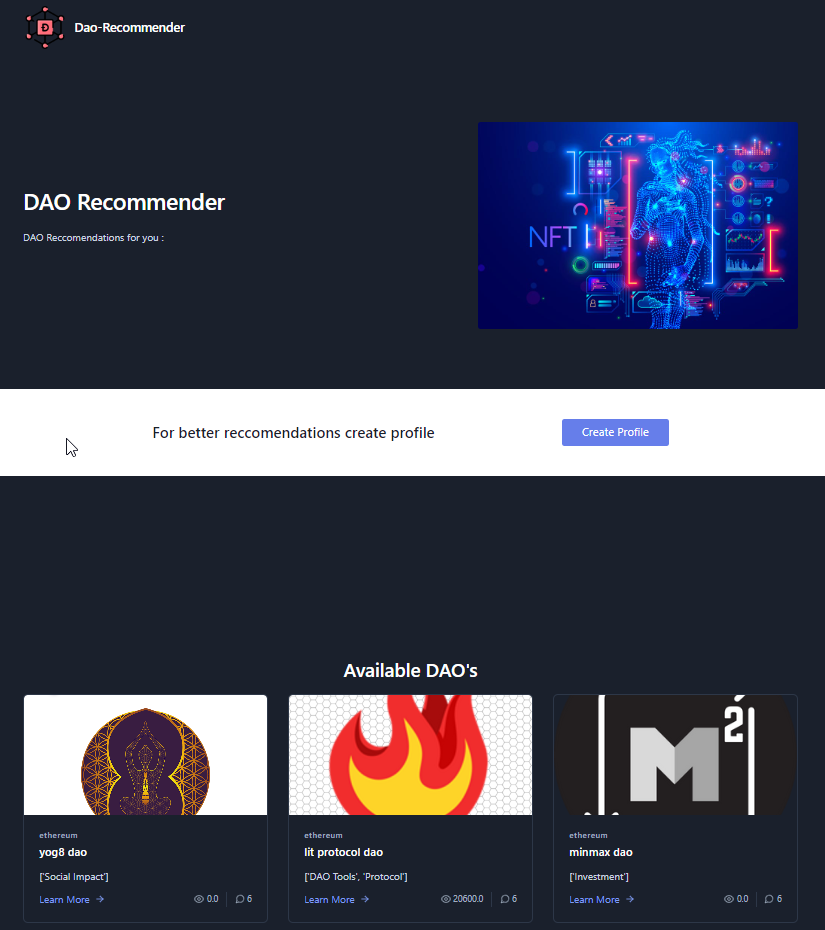 Dao-Recommender
NFT
DAO Recommender
DAO Reccomendations for you :
For better reccomendations create profile
Create Profile
Available DAO's
M2
ethereum
yog8 dao
['Social Impact']
Learn More →
0.0
6
ethereum
lit protocol dao
['DAO Tools', 'Protocol']
Learn More →
20600.0
6
ethereum
minmax dao
['Investment']
Learn More →
0.0
6